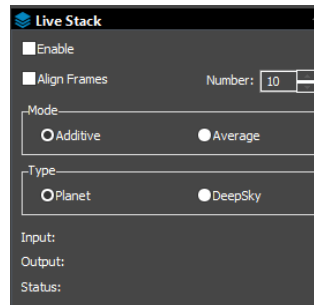 Live Stack
Enable
Align Frames Number: 10
Mode
Additive Average
Type
Planet DeepSky
Input:
Output:
Status: